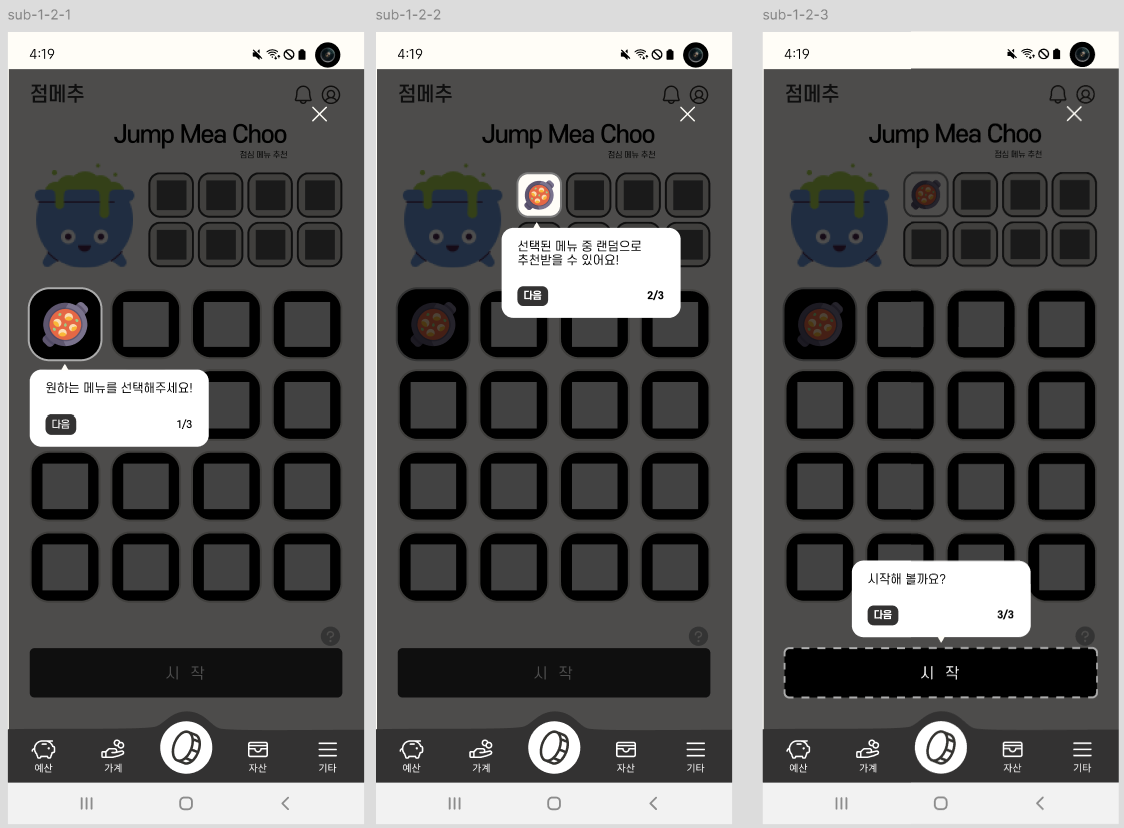 sub-1-2-1
4:19
점메추
Jump Mea Choo
점심 메뉴 추천
원하는 메뉴를 선택해주세요!
다음
1/3
?
시 작
예산
가계
자산
기타
sub-1-2-2
4:19
점메추
Jump Mea Choo
점심 메뉴 추천
선택된 메뉴 중 랜덤으로
추천받을 수 있어요!
다음
2/3
?
시 작
예산
가계
자산
기타
sub-1-2-3
4:19
점메추
Jump Mea Choo
점심 메뉴 추천
시작해 볼까요?
다음
3/3
?
시 작
예산
가계
자산
기타